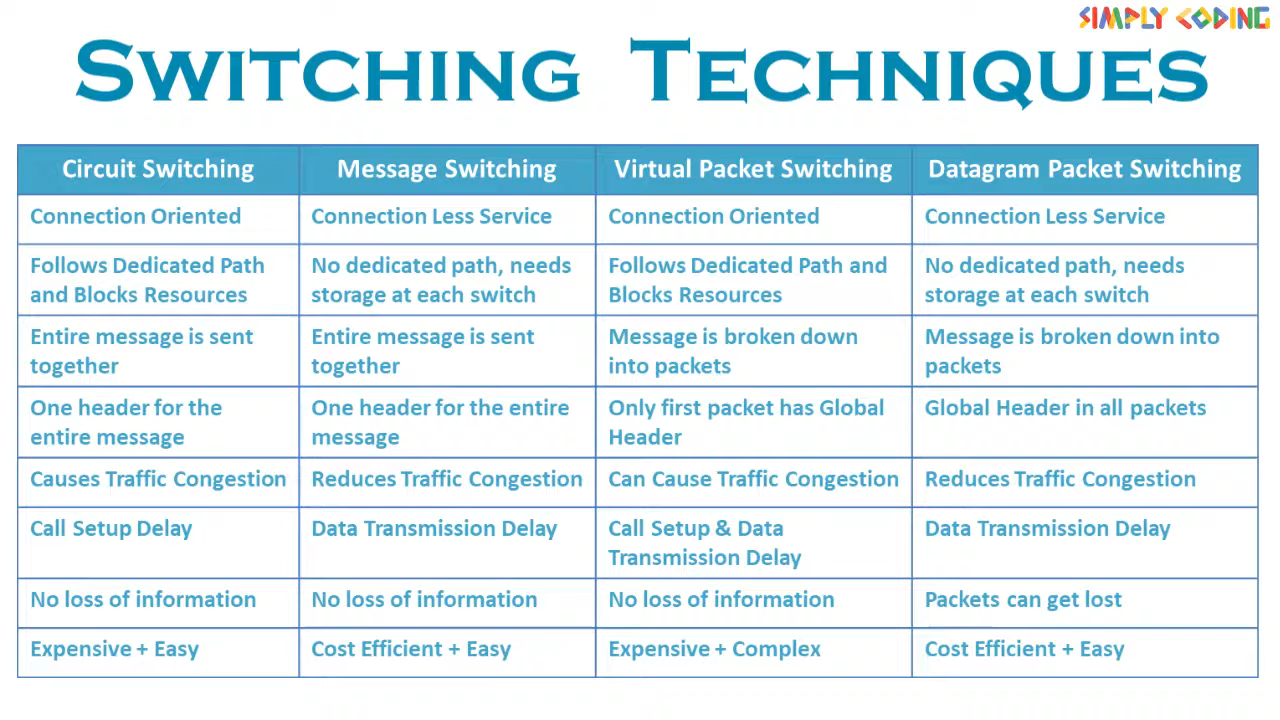 SIMPLY CODING
SWITCHING TECHNIQUES
Circuit Switching
Message Switching
Virtual Packet Switching
Datagram Packet Switching
Connection Oriented
Connection Less Service
Connection Oriented
Connection Less Service
Follows Dedicated Path
and Blocks Resources
No dedicated path, needs
storage at each switch
Follows Dedicated Path and
Blocks Resources
No dedicated path, needs
storage at each switch
Entire message is sent
together
Entire message is sent
together
Message is broken down
into packets
Message is broken down into
packets
One header for the
entire message
One header for the entire
message
Only first packet has Global
Header
Global Header in all packets
Causes Traffic Congestion
Reduces Traffic Congestion
Can Cause Traffic Congestion
Reduces Traffic Congestion
Call Setup Delay
Data Transmission Delay
Call Setup & Data
Transmission Delay
Data Transmission Delay
No loss of information
No loss of information
No loss of information
Packets can get lost
Expensive + Easy
Cost Efficient + Easy
Expensive + Complex
Cost Efficient + Easy